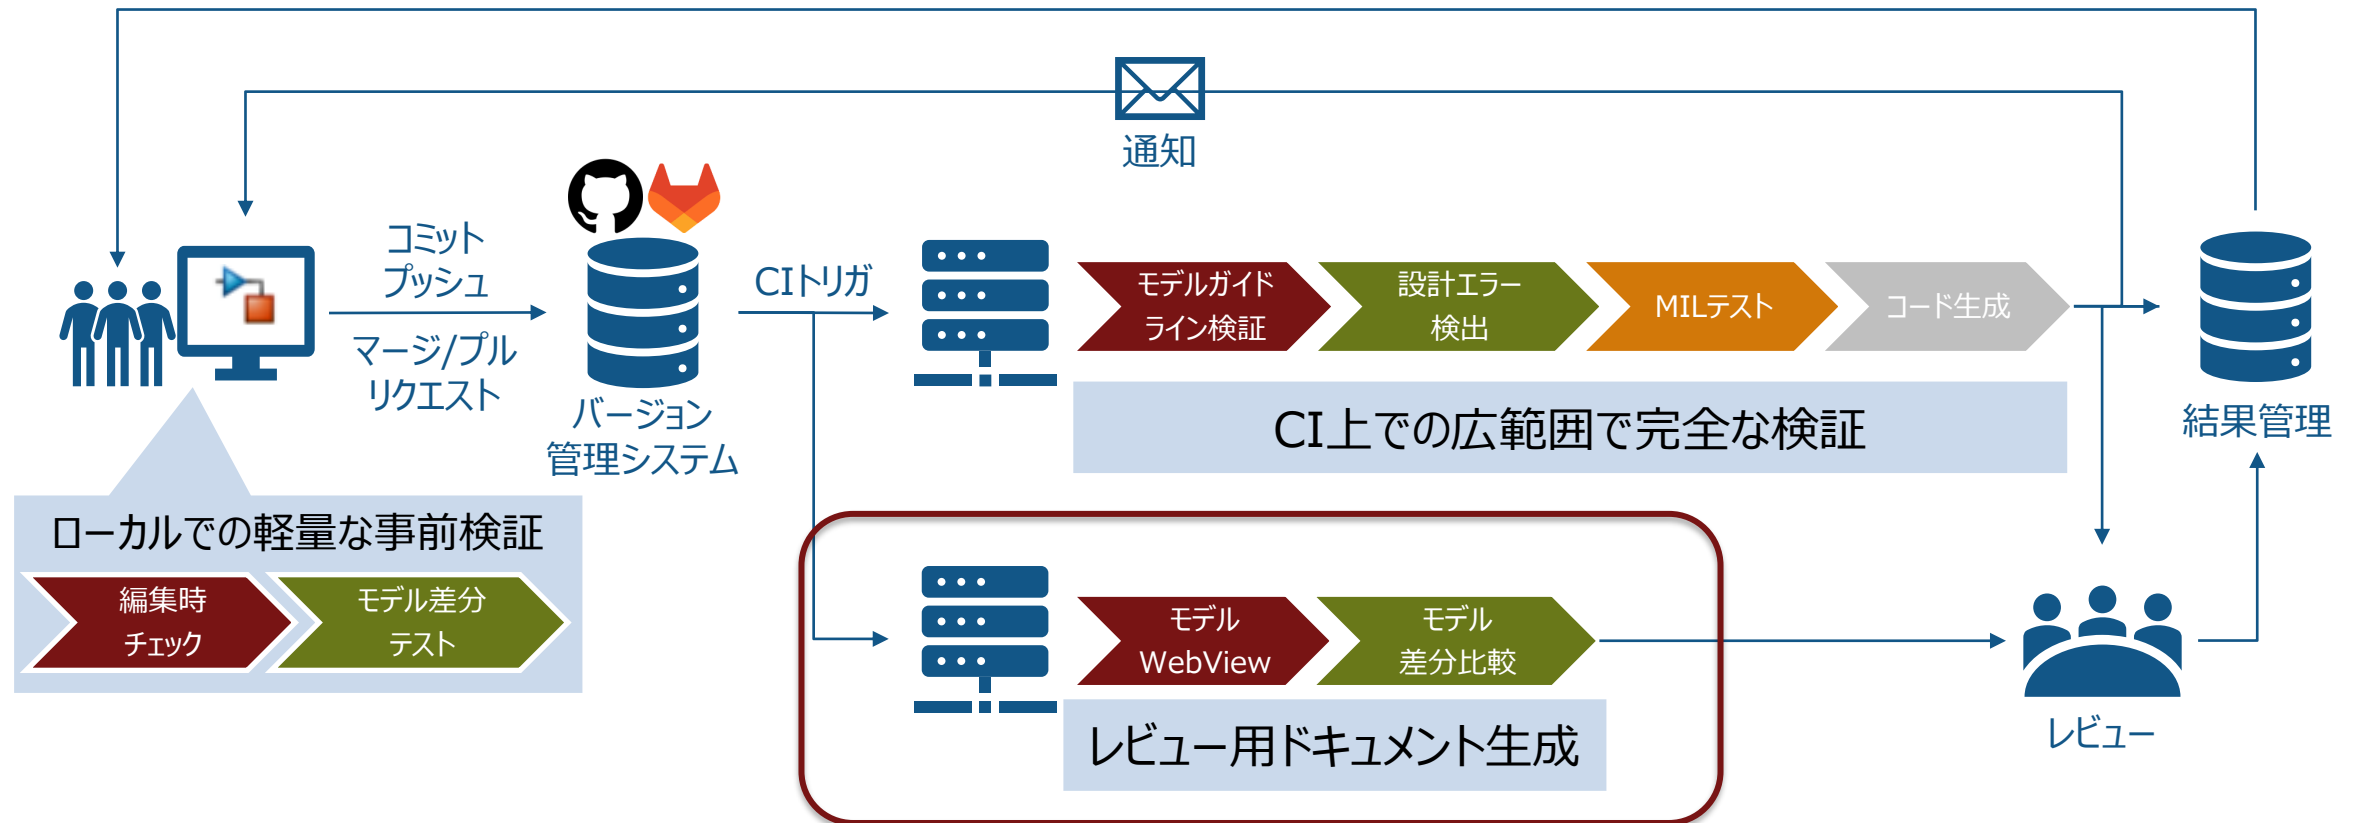 通知
コミット
プッシュ
マージ/プル
リクエスト
バージョン
管理システム
CIトリガ
モデルガイド
ライン検証
設計エラー
検出
MILテスト
コード生成
CI上での広範囲で完全な検証
結果管理
ローカルでの軽量な事前検証
編集時
チェック
モデル差分
テスト
モデル
WebView
モデル
差分比較
レビュー用ドキュメント生成
レビュー